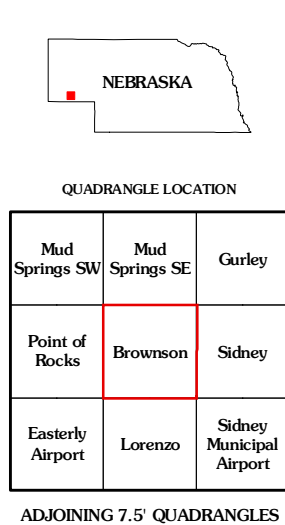 NEBRASKA
QUADRANGLE LOCATION
Mud
Springs SW
Mud
Springs SE
Gurley
Point of
Rocks
Brownson
Sidney
Easterly
Airport
Lorenzo
Sidney
Municipal
Airport
ADJOINING 7.5' QUADRANGLES